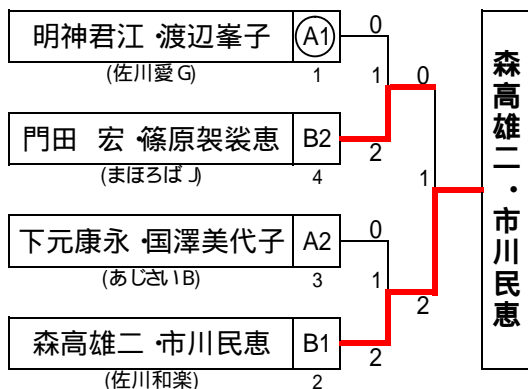 明神君江・渡辺峯子 A1 0
(佐川愛G) 1 1 0
門田 宏・篠原袈裟恵 B2 2
(まほろばJ) 4 1
下元康永・国澤美代子 A2 0
(あじさいB) 3 1 2
森高雄二・市川民恵 B1 2
(佐川和楽) 2
森高雄二・市川民恵